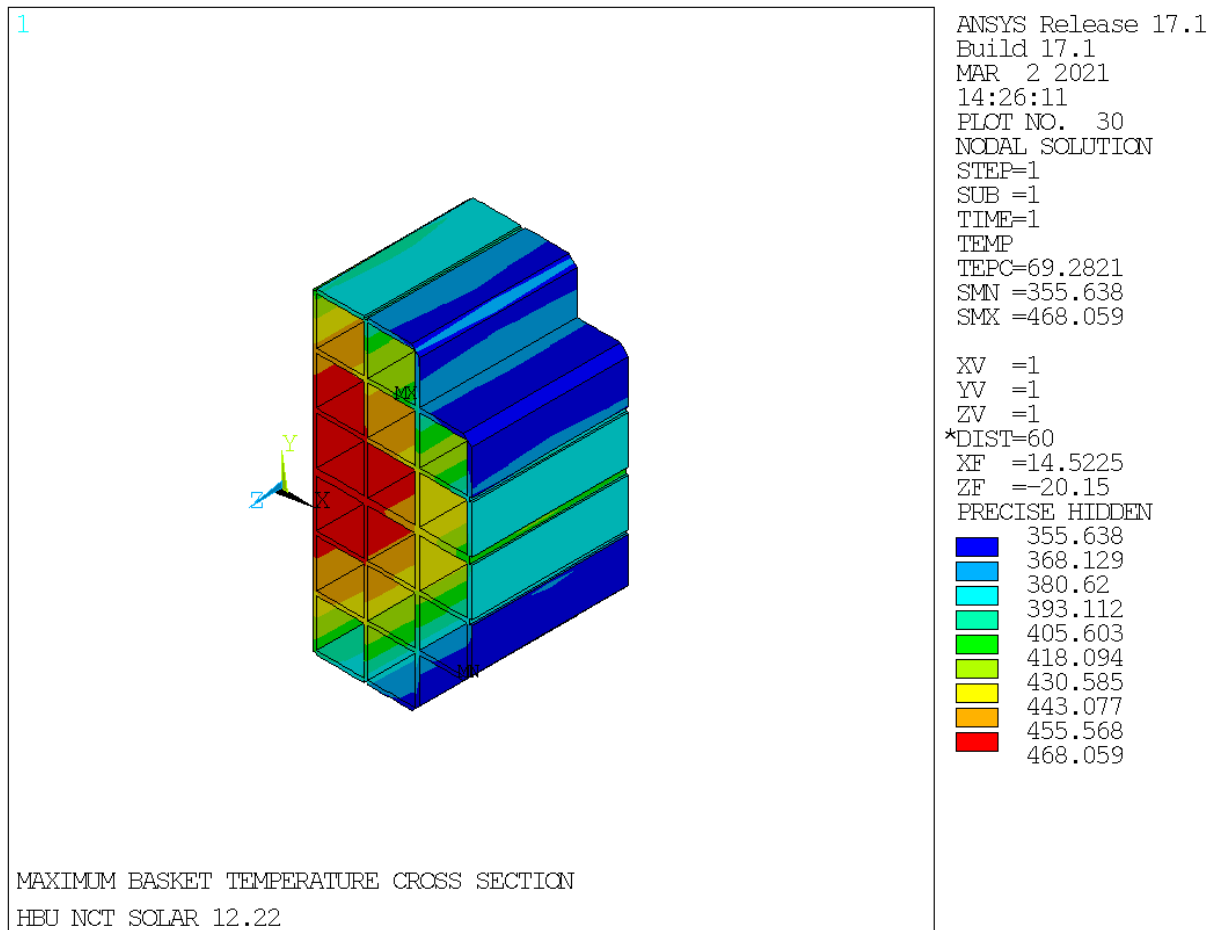 1
ANSYS Release 17.1
Build 17.1
MAR 2 2021
14:26:11
PLOT NO. 30
NODAL SOLUTION
STEP=1
SUB =1
TIME=1
TEMP
TEPC=69.2821
SMN =355.638
SMX =468.059
XV =1
YV =1
ZV =1
*DIST=60
XF =14.5225
ZF =-20.15
PRECISE HIDDEN
355.638
368.129
380.62
393.112
405.603
418.094
430.585
443.077
455.568
468.059
MX
Y
Z
X
MN
MAXIMUM BASKET TEMPERATURE CROSS SECTION
HBU NCT SOLAR 12.22